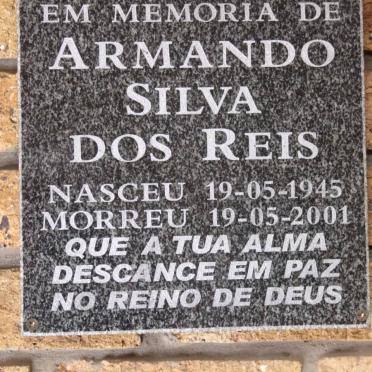 EM MEMORIA DE
ARMANDO
SILVA
DOS REIS
NASCEU 19-05-1945
MORREU 19-05-2001
QUE A TUA ALMA
DESCANCE EM PAZ
NO REINO DE DEUS